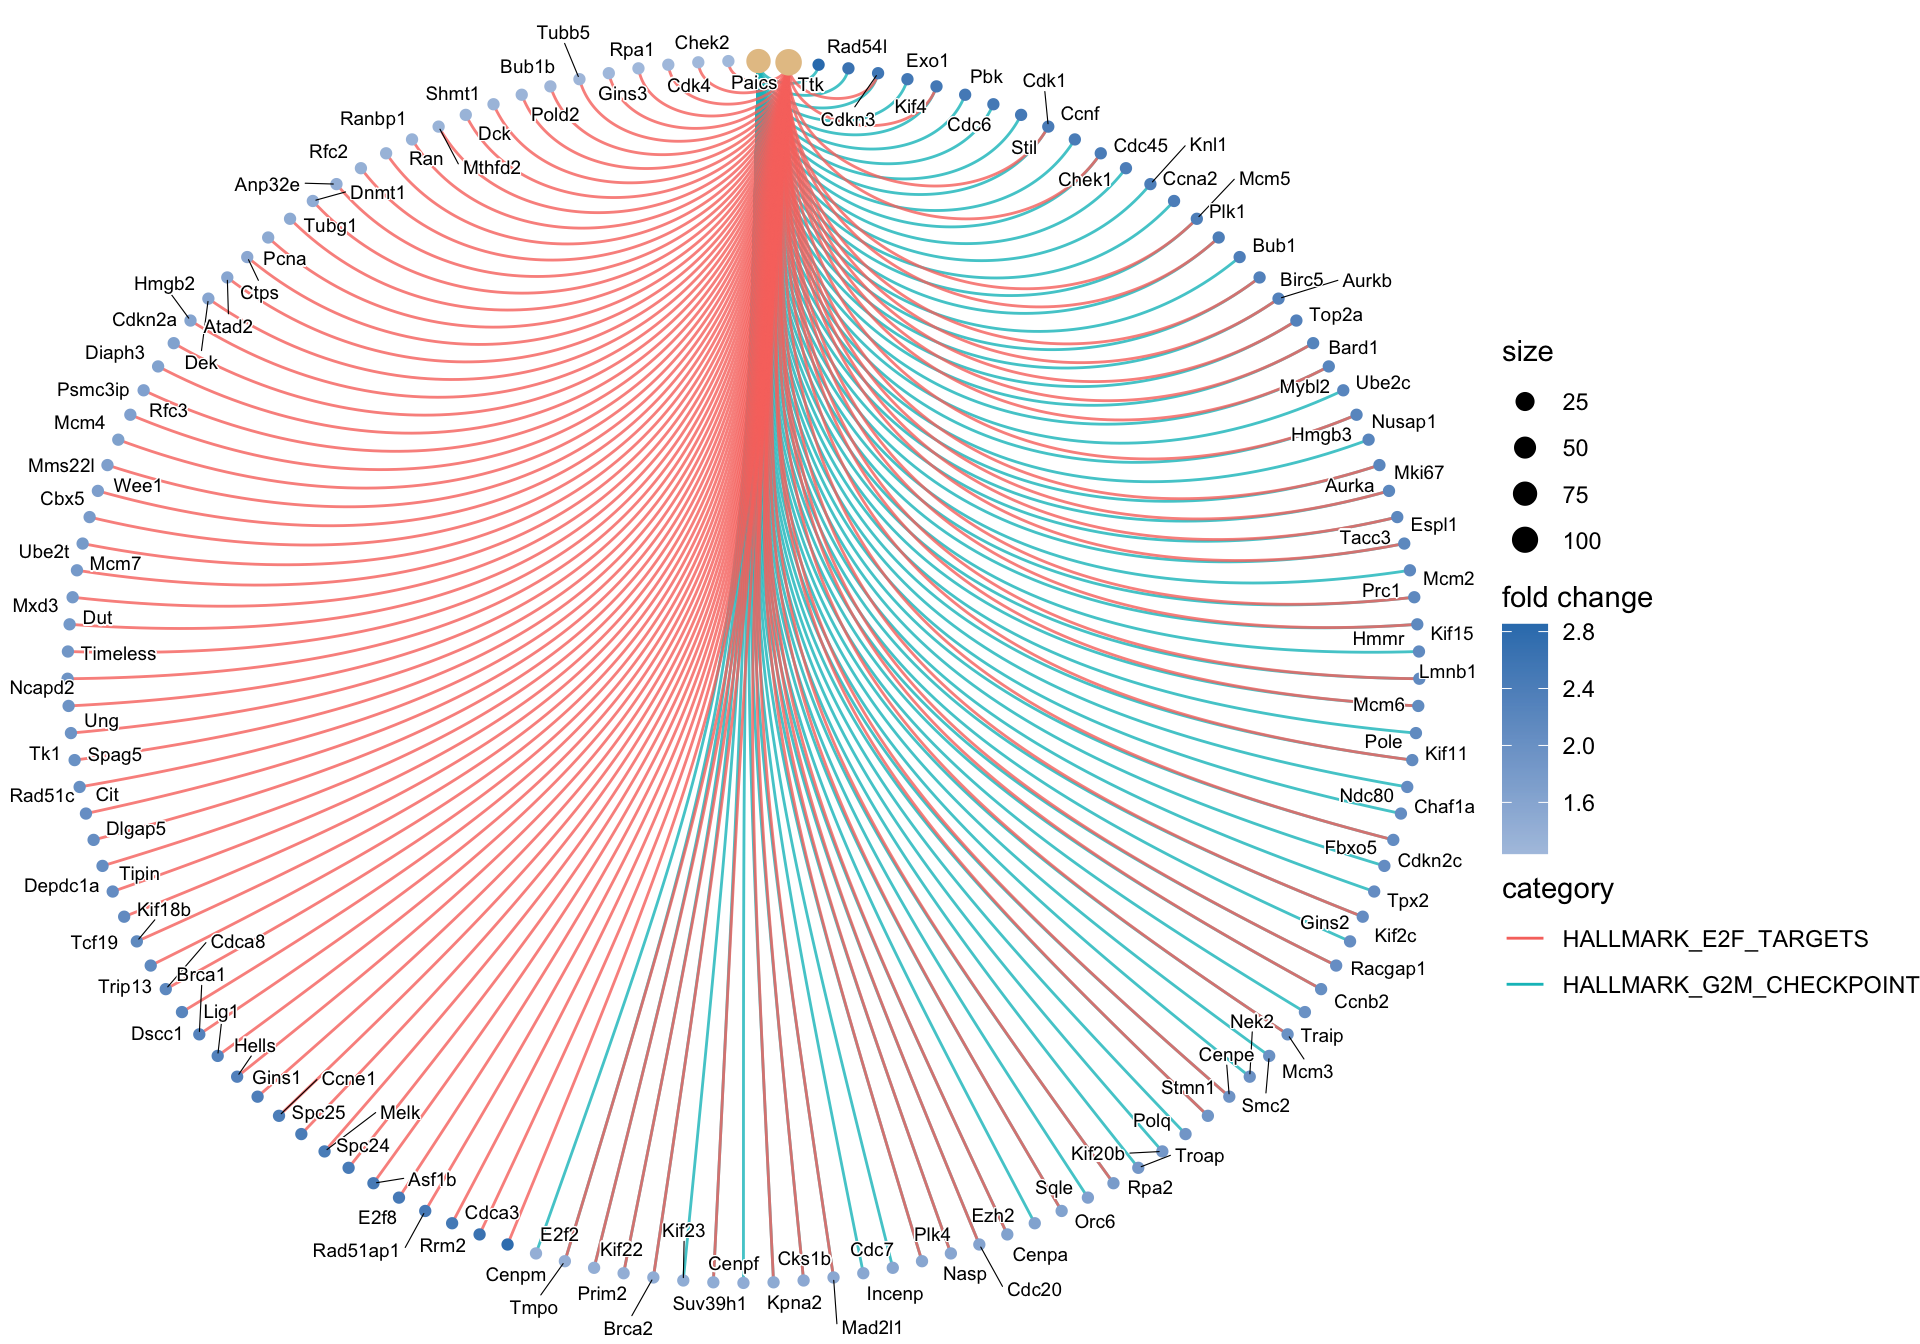 Tubb5
Rpa1
Chek2
Rad54l
Exo1
Bub1b
Gins3
Cdk4
Paics
Ttk
Pbk
Cdk1
Shmt1
Pold2
Cdkn3
Kif4
Cdc6
Ccnf
Ranbp1
Dck
Stil
Cdc45
Knl1
Rfc2
Ran
Mthfd2
Chek1
Ccna2
Mcm5
Anp32e
Dnmt1
Plk1
Tubg1
Bub1
Pcna
Hmgb2
Ctps
Birc5
Aurkb
Cdkn2a
Atad2
Top2a
Diaph3
Dek
Bard1
Psmc3ip
Rfc3
Mybl2
Ube2c
Mcm4
Hmgb3
Nusap1
Mms22l
Wee1
Mki67
Cbx5
Aurka
Espl1
Ube2t
Mcm7
Tacc3
Mcm2
Mxd3
Dut
Prc1
Kif15
Timeless
Hmmr
Ncapd2
Lmnb1
Ung
Mcm6
Tk1
Spag5
Pole
Kif11
Rad51c
Cit
Ndc80
Chaf1a
Dlgap5
Fbxo5
Cdkn2c
Depdc1a
Tipin
Tpx2
Kif18b
Gins2
Tcf19
Cdca8
Kif2c
Trip13
Brca1
Racgap1
Dscc1
Lig1
Ccnb2
Hells
Nek2
Traip
Gins1
Ccne1
Cenpe
Mcm3
Spc25
Melk
Stmn1
Smc2
Spc24
Polq
Asf1b
Kif20b
Troap
E2f8
Cdca3
Sqle
Rpa2
Rad51ap1
Rrm2
E2f2
Kif23
Plk4
Ezh2
Orc6
Cenpm
Kif22
Cenpf
Cks1b
Cdc7
Cenpa
Tmpo
Prim2
Suv39h1
Kpna2
Incenp
Nasp
Cdc20
Brca2
Mad2l1
size
25
50
75
100
fold change
2.8
2.4
2.0
1.6
category
HALLMARK_E2F_TARGETS
HALLMARK_G2M_CHECKPOINT